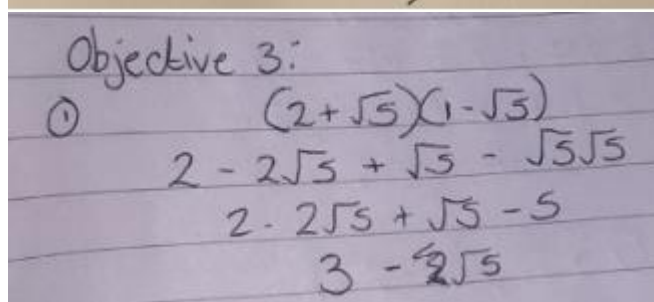 Objective 3:
① (2+√5)(1-√5)
2 - 2√5 + √5 - √5√5
2 - 2√5 + √5 - 5
3 - 2√5